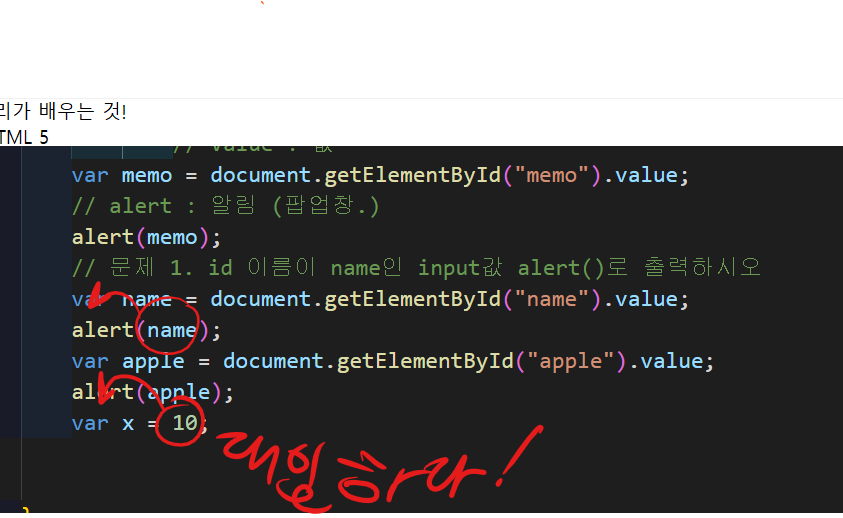 리가 배우는 것!
TML 5
// value : 값
var memo = document.getElementById("memo").value;
// alert : 알림 (팝업창.)
alert(memo);
// 문제 1. id 이름이 name인 input값 alert()로 출력하시오
var name = document.getElementById("name").value;
alert(name);
var apple = document.getElementById("apple").value;
alert(apple);
var x = 10;
대입하다!
}